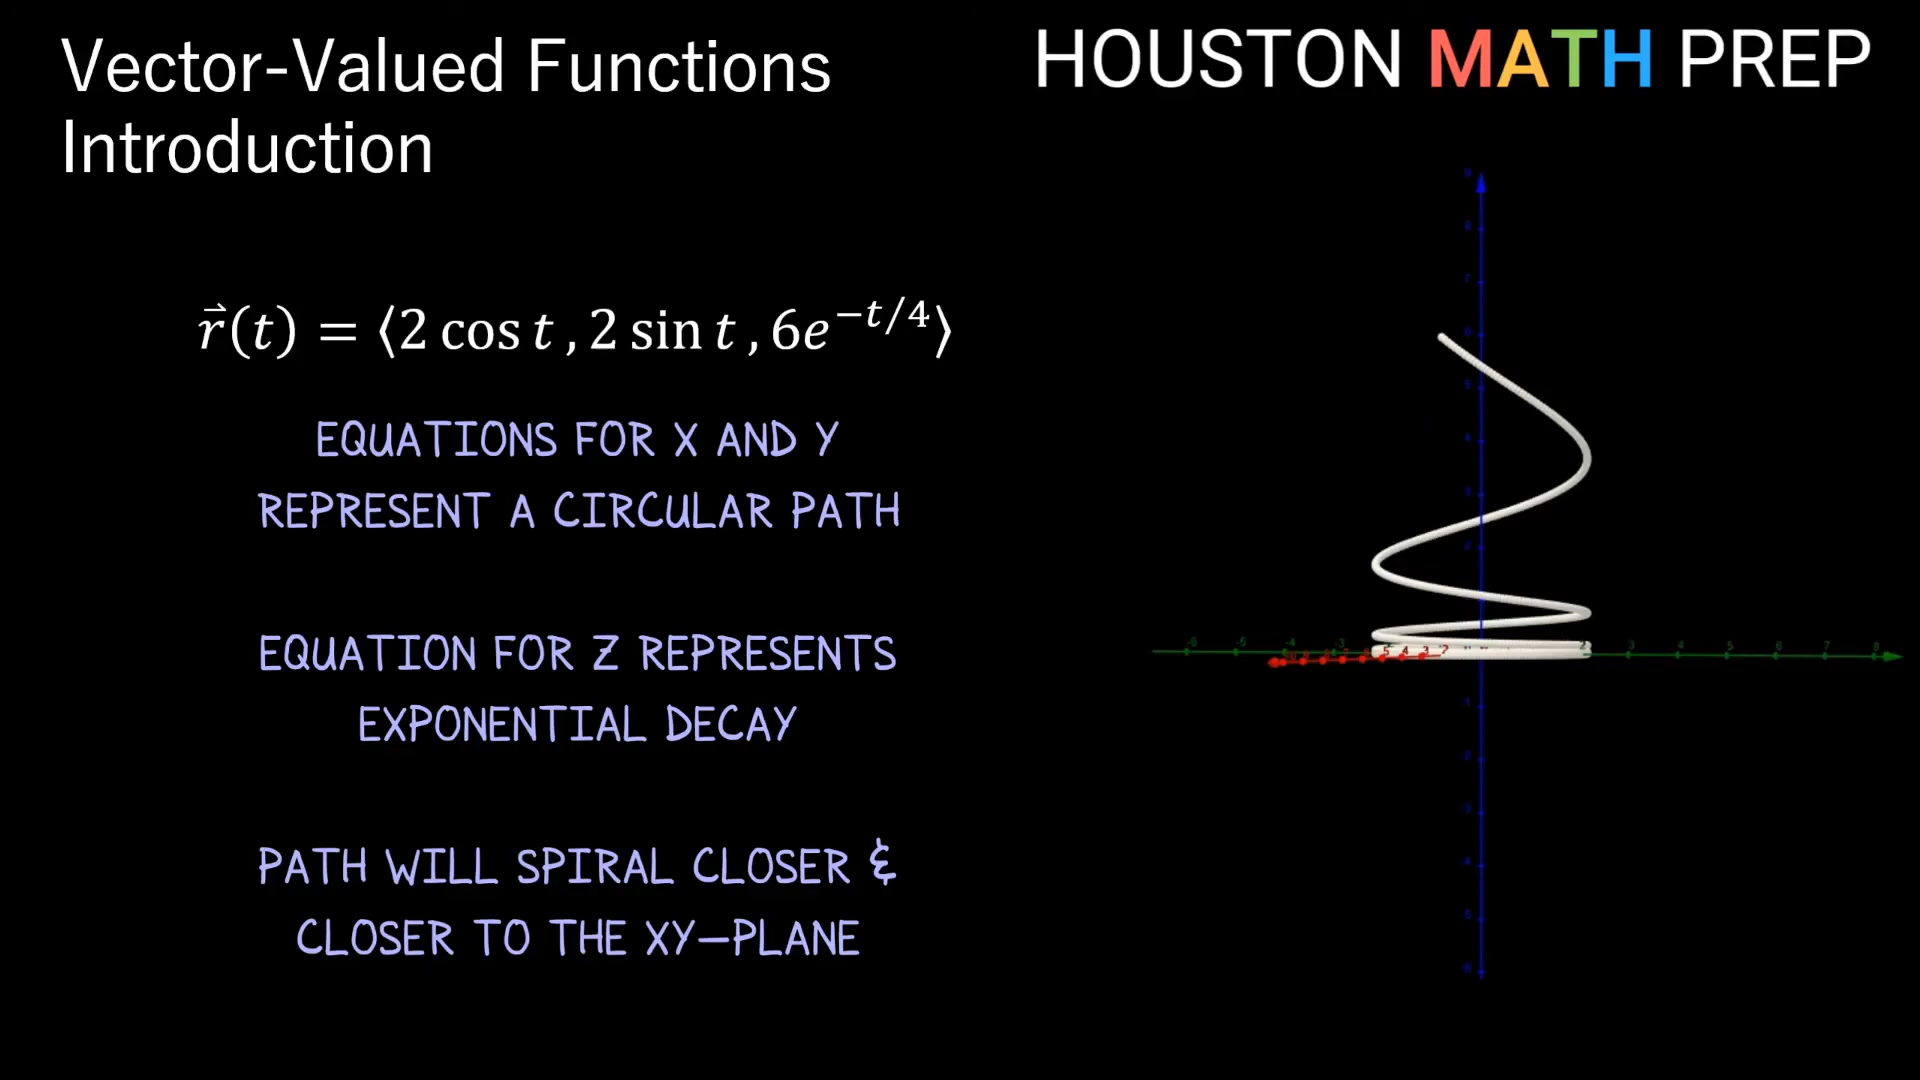 Vector-Valued Functions
Introduction
HOUSTON MATH PREP
r⃗(t) = ⟨2 cos t , 2 sin t , 6e^{−t/4}⟩
EQUATIONS FOR X AND Y
REPRESENT A CIRCULAR PATH
EQUATION FOR Z REPRESENTS
EXPONENTIAL DECAY
PATH WILL SPIRAL CLOSER &
CLOSER TO THE XY–PLANE